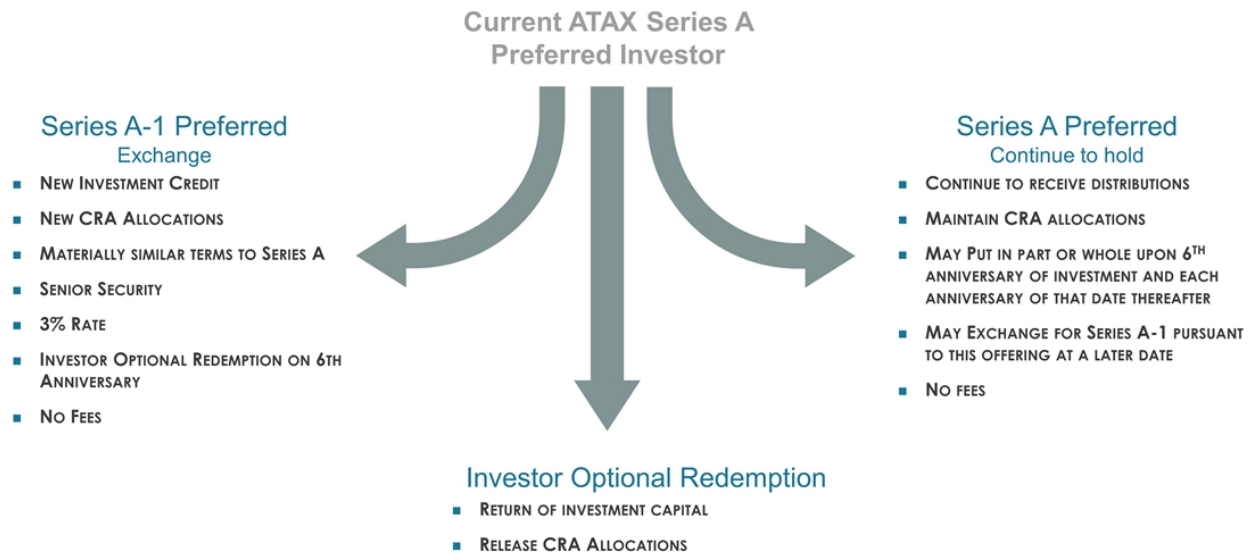 Current ATAX Series A
Preferred Investor
Series A-1 Preferred
Exchange
▪ New Investment Credit
▪ New CRA Allocations
▪ Materially similar terms to Series A
▪ Senior Security
▪ 3% Rate
▪ Investor Optional Redemption on 6th
Anniversary
▪ No Fees
Series A Preferred
Continue to hold
▪ Continue to receive distributions
▪ Maintain CRA allocations
▪ May Put in part or whole upon 6th
anniversary of investment and each
anniversary of that date thereafter
▪ May Exchange for Series A-1 pursuant
to this offering at a later date
▪ No fees
Investor Optional Redemption
▪ Return of investment capital
▪ Release CRA Allocations